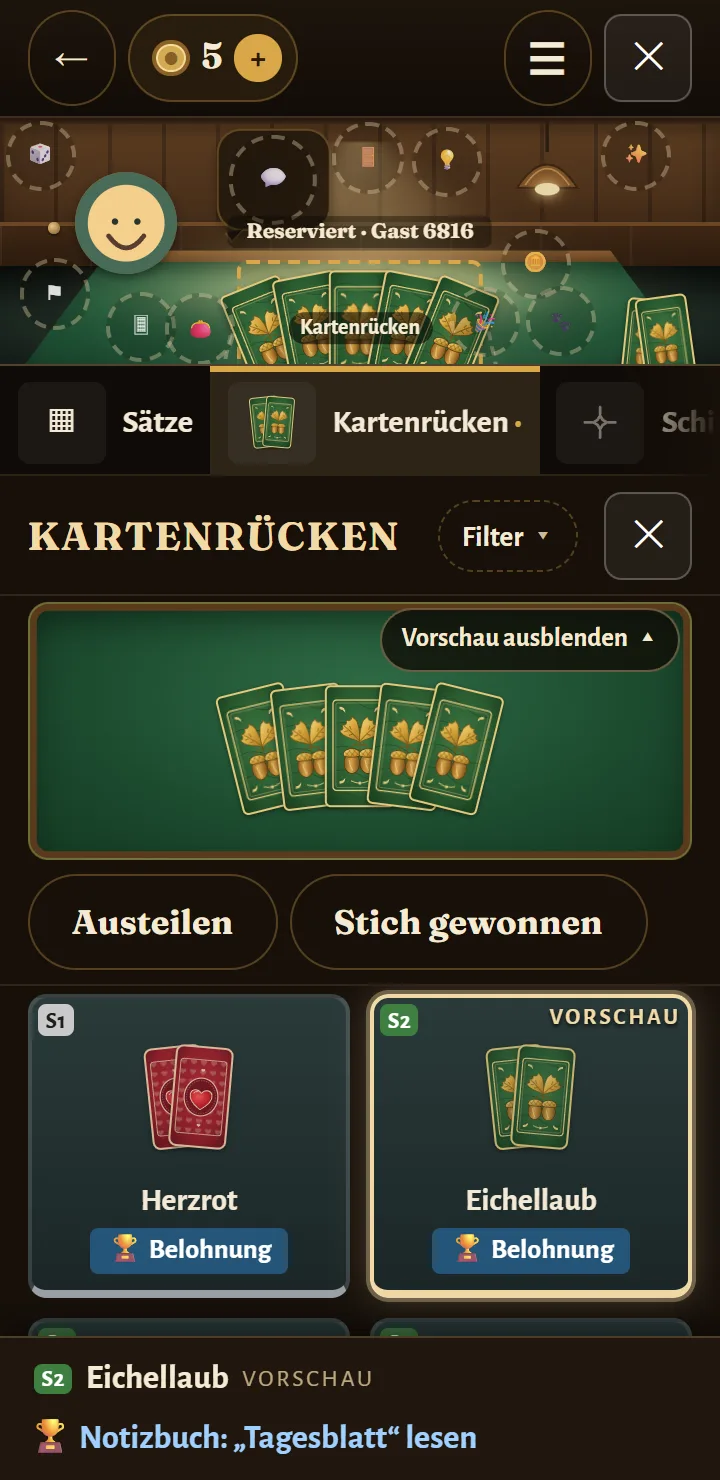 ← 5 +
Reserviert · Gast 6816
Kartenrücken
Sätze Kartenrücken
KARTENRÜCKEN Filter
Vorschau ausblenden
Austeilen Stich gewonnen
S1
S2 VORSCHAU
Herzrot Eichellaub
Belohnung Belohnung
S2 Eichellaub VORSCHAU
Notizbuch: „Tagesblatt“ lesen